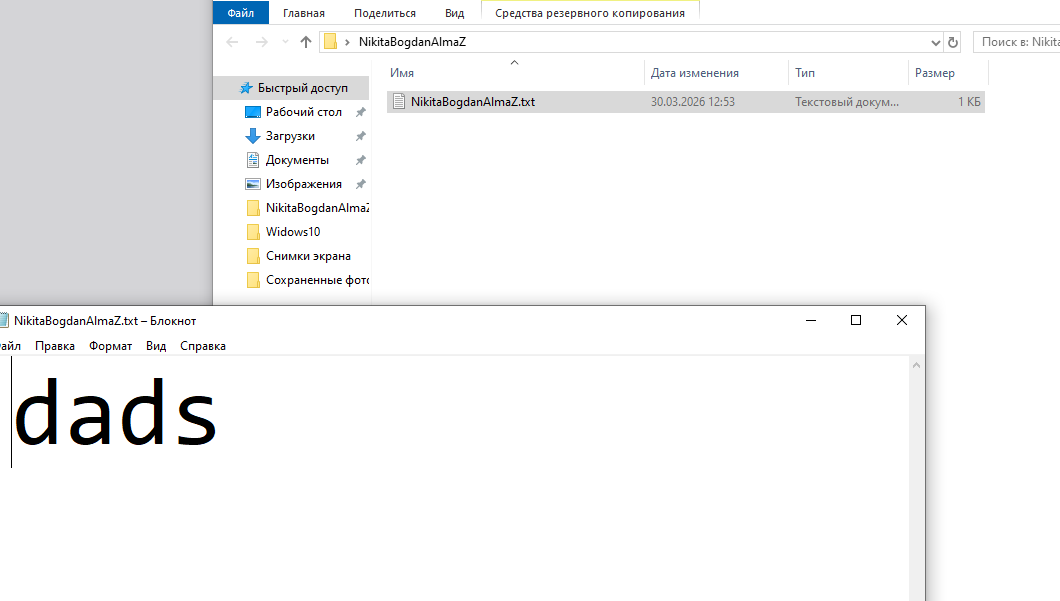 Файл Главная Поделиться Вид Средства резервного копирования
NikitaBogdanAlmaZ
Поиск в: Nikita
Имя Дата изменения Тип Размер
NikitaBogdanAlmaZ.txt 30.03.2026 12:53 Текстовый докум... 1 КБ
Быстрый доступ
Рабочий стол
Загрузки
Документы
Изображения
NikitaBogdanAlmaZ
Widows10
Снимки экрана
Сохраненные фото
NikitaBogdanAlmaZ.txt – Блокнот
айл Правка Формат Вид Справка
dads